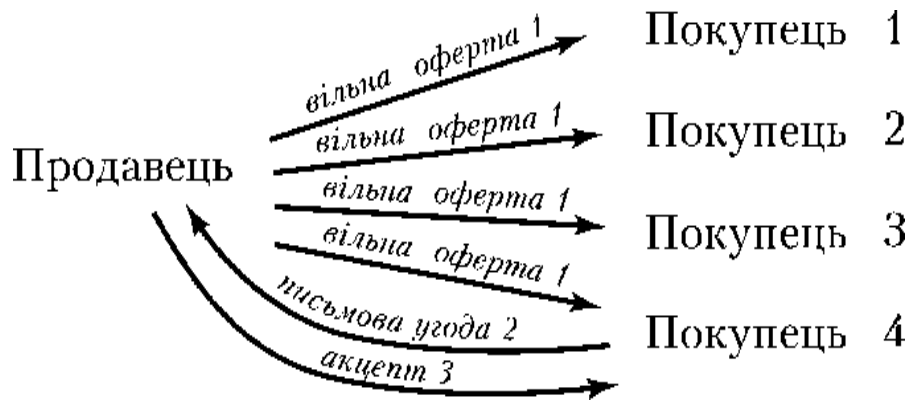 Покупець 1
вільна оферта 1
Покупець 2
вільна оферта 1
Продавець
вільна оферта 1
Покупець 3
вільна оферта 1
письмова угода 2
Покупець 4
акцепт 3